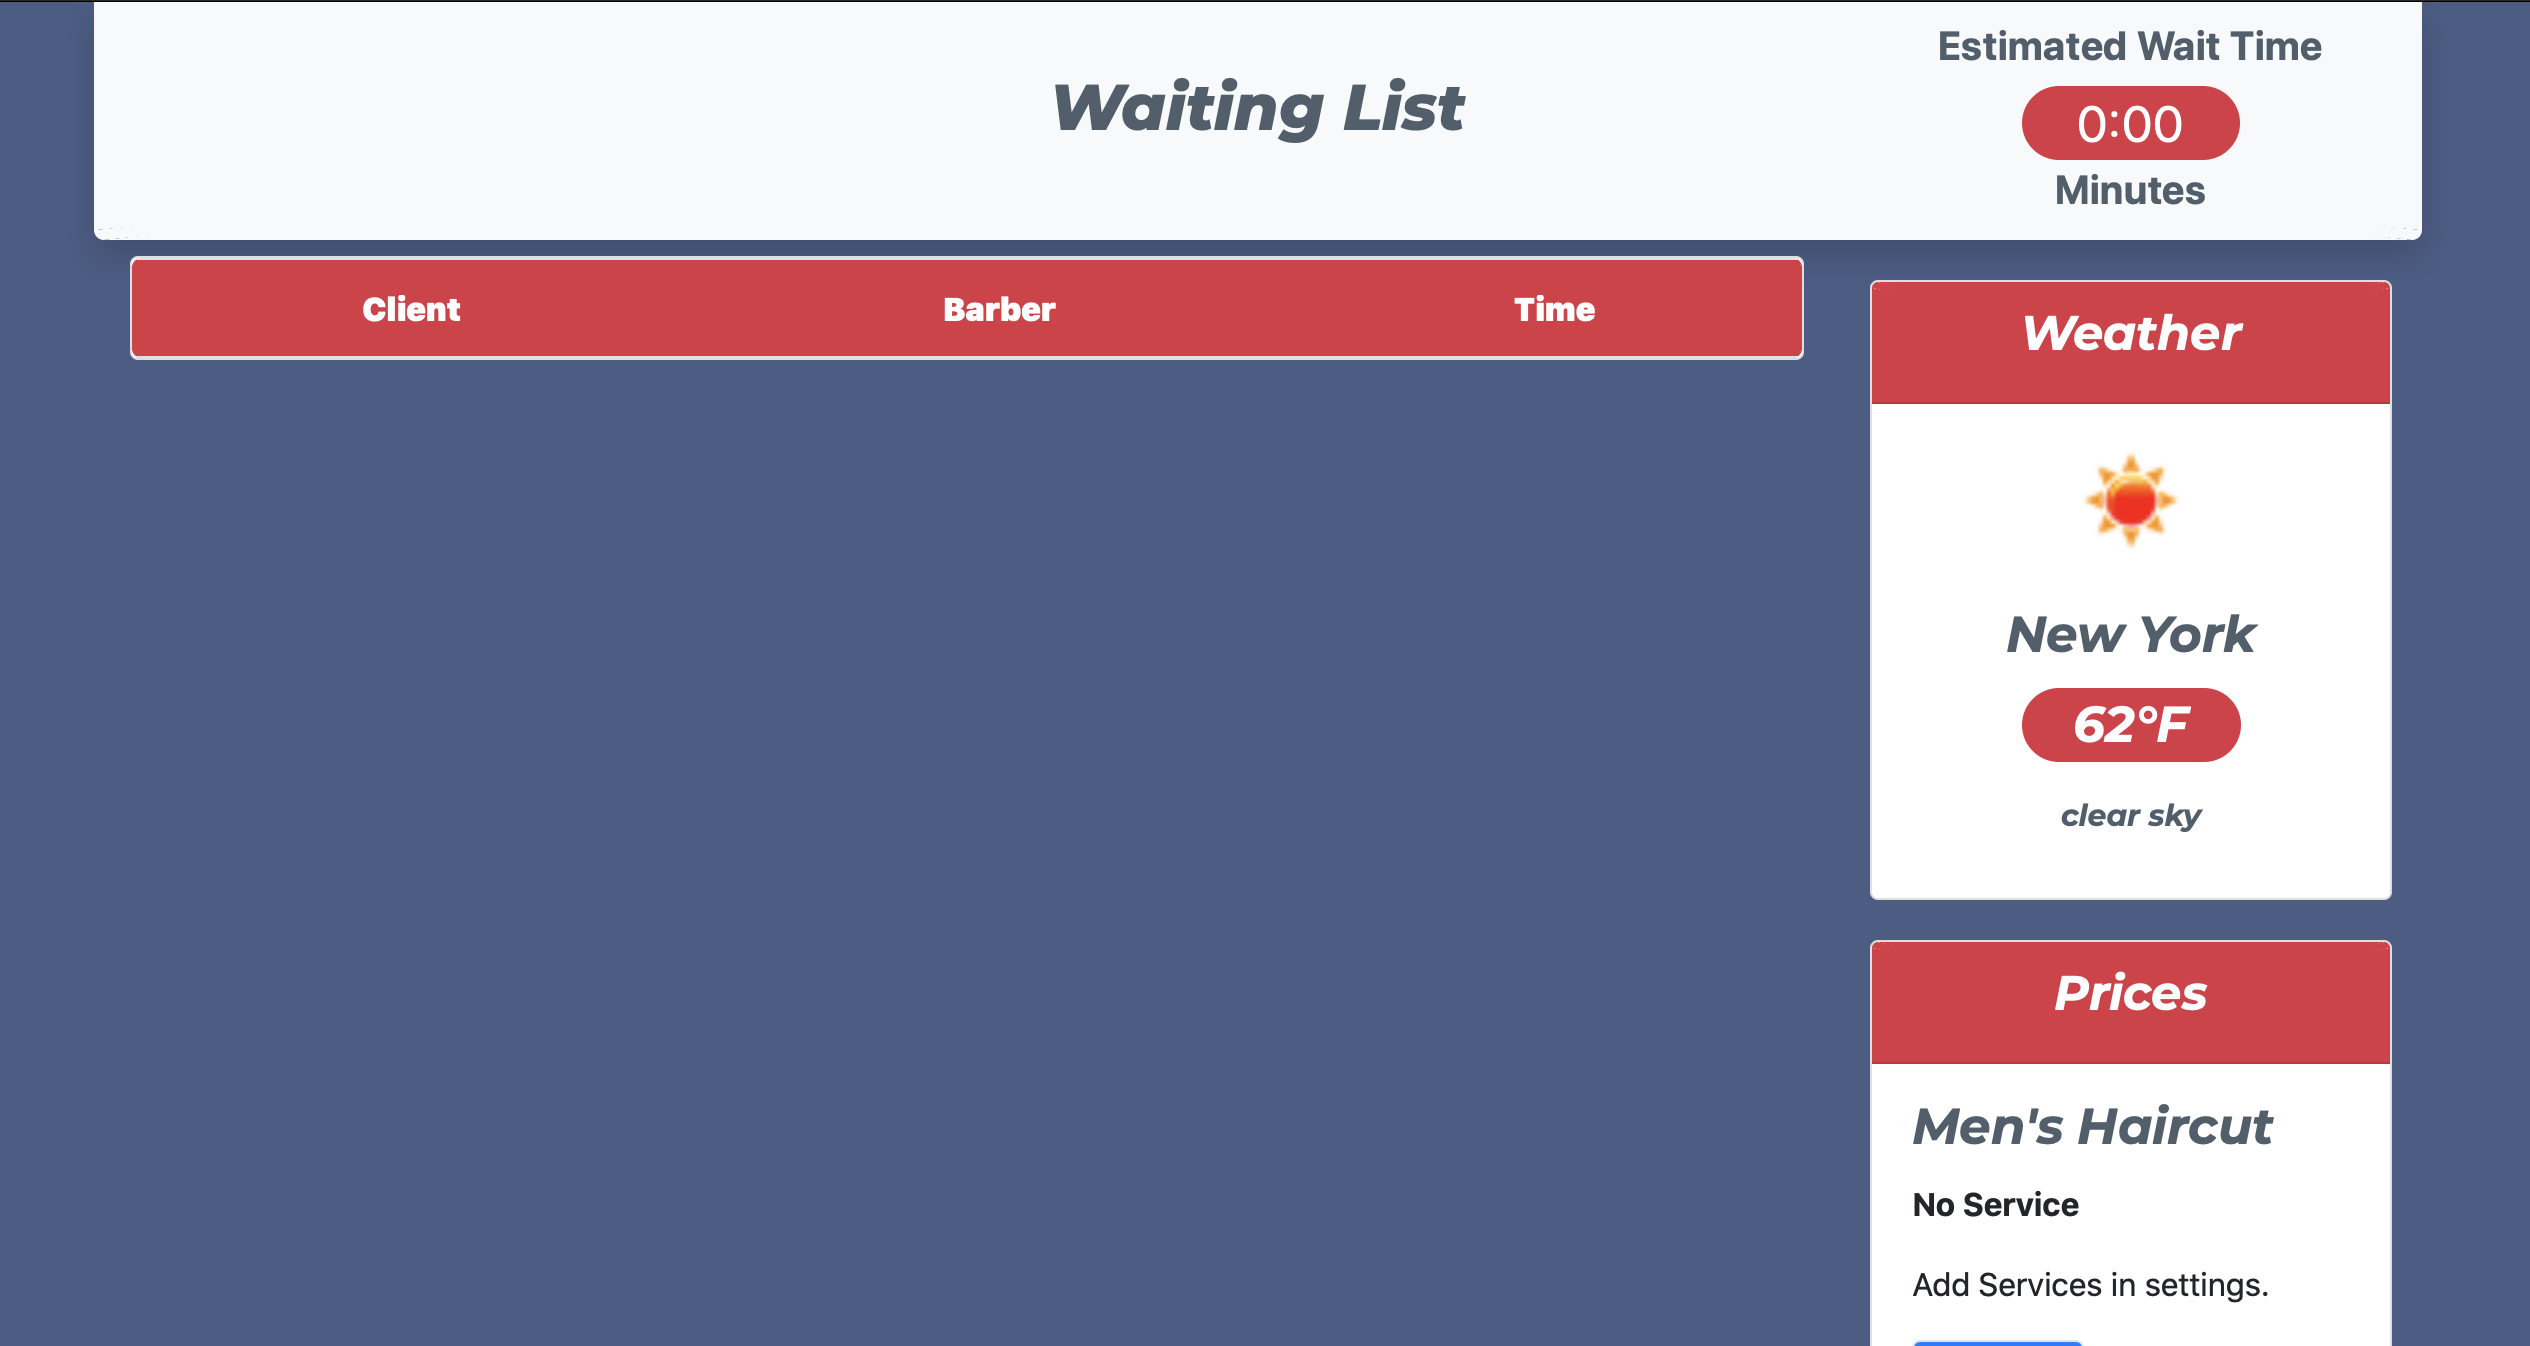 Waiting List
Estimated Wait Time
0:00
Minutes
Client Barber Time
Weather
New York
62°F
clear sky
Prices
Men's Haircut
No Service
Add Services in settings.